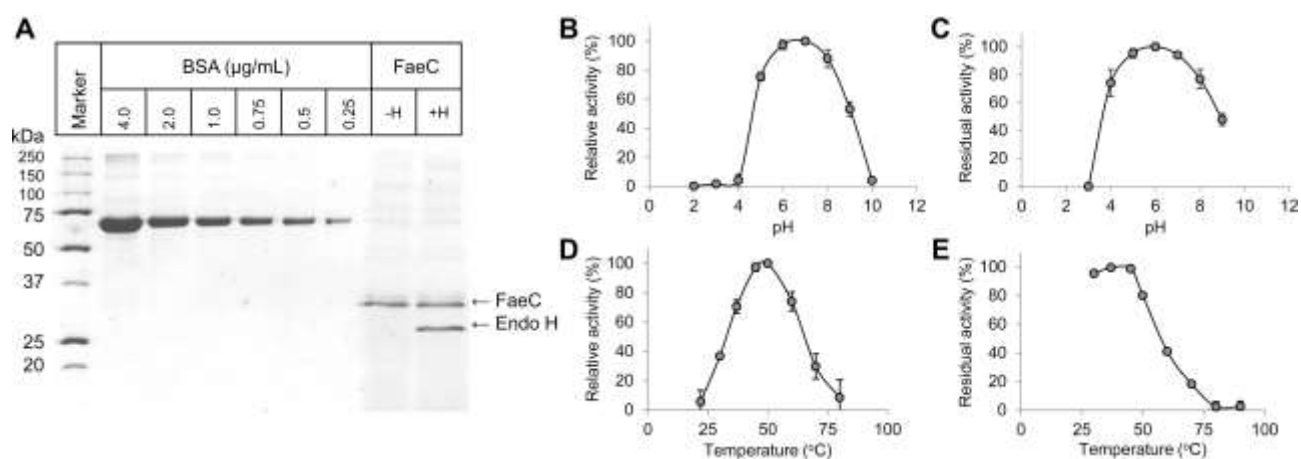 A
BSA (µg/mL) FaeC
Marker 4.0 2.0 1.0 0.75 0.5 0.25 –H +H
kDa
250
150
100
75
50
37
25
20
← FaeC
← Endo H
B
Relative activity (%)
100
80
60
40
20
0
0 2 4 6 8 10 12
pH
C
Residual activity (%)
100
80
60
40
20
0
0 2 4 6 8 10 12
pH
D
Relative activity (%)
100
80
60
40
20
0
0 25 50 75 100
Temperature (°C)
E
Residual activity (%)
100
80
60
40
20
0
0 25 50 75 100
Temperature (°C)